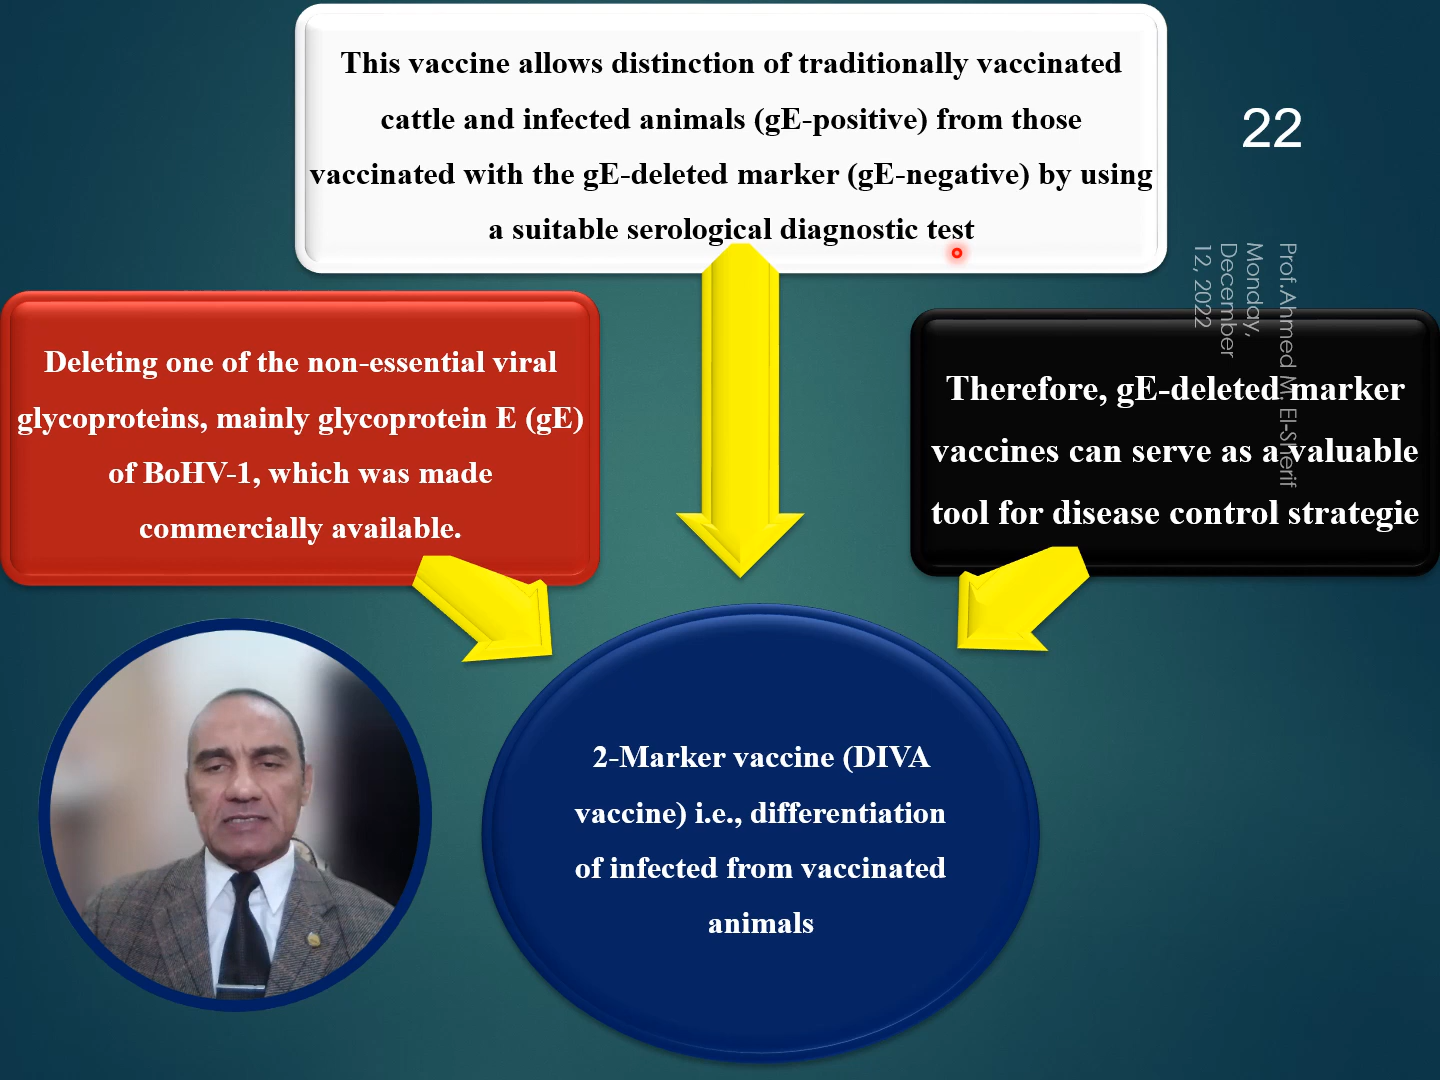 This vaccine allows distinction of traditionally vaccinated
cattle and infected animals (gE-positive) from those
vaccinated with the gE-deleted marker (gE-negative) by using
a suitable serological diagnostic test
22
Prof.Ahmed M. El-Sherif
Monday,
December
12, 2022
Deleting one of the non-essential viral
glycoproteins, mainly glycoprotein E (gE)
of BoHV-1, which was made
commercially available.
Therefore, gE-deleted marker
vaccines can serve as a valuable
tool for disease control strategie
2-Marker vaccine (DIVA
vaccine) i.e., differentiation
of infected from vaccinated
animals